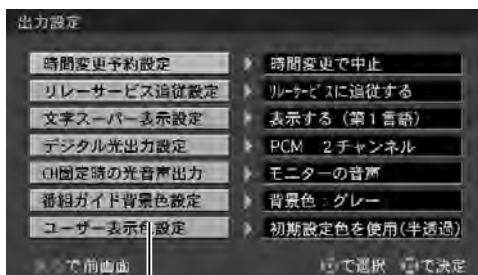 出力設定
時間変更予約設定 時間変更で中止
リレーサービス追従設定 リレーサービスに追従する
文字スーパー表示設定 表示する（第1言語）
デジタル光出力設定 PCM 2チャンネル
CH固定時の光音声出力 モニターの音声
番組ガイド背景色設定 背景色：グレー
ユーザー表示色設定 初期設定色を使用(半透過)
で前画面 で選択 で決定